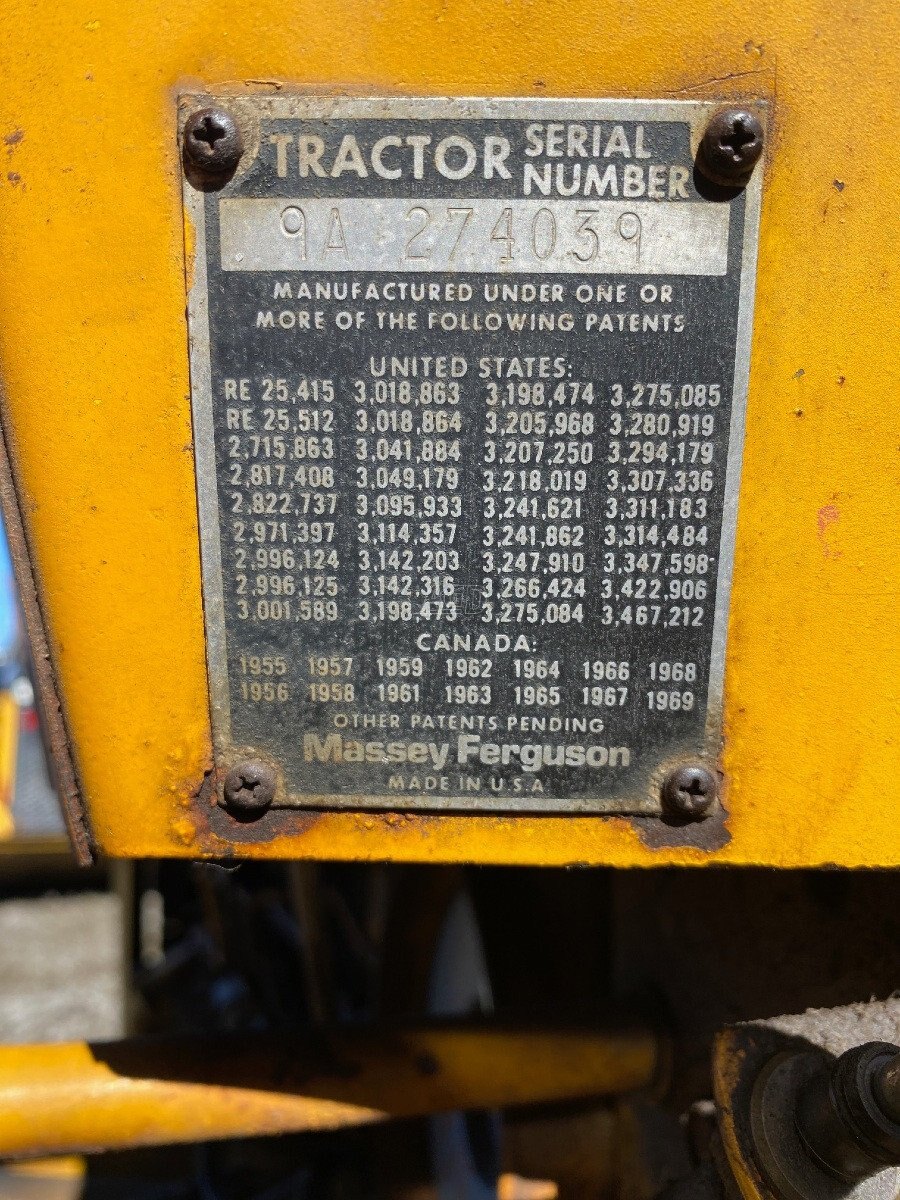 TRACTOR SERIAL NUMBER
9A 274039
MANUFACTURED UNDER ONE OR
MORE OF THE FOLLOWING PATENTS
UNITED STATES:
RE 25,415 3,018,863 3,198,474 3,275,085
RE 25,512 3,018,864 3,205,968 3,280,919
2,715,863 3,041,884 3,207,250 3,294,179
2,817,408 3,049,179 3,218,019 3,307,336
2,822,737 3,095,933 3,241,621 3,311,183
2,971,397 3,114,357 3,241,862 3,314,484
2,996,124 3,142,203 3,247,910 3,347,598
2,996,125 3,142,316 3,266,424 3,422,906
3,001,589 3,198,473 3,275,084 3,467,212
CANADA:
1955 1957 1959 1962 1964 1966 1968
1956 1958 1961 1963 1965 1967 1969
OTHER PATENTS PENDING
Massey Ferguson
MADE IN U.S.A